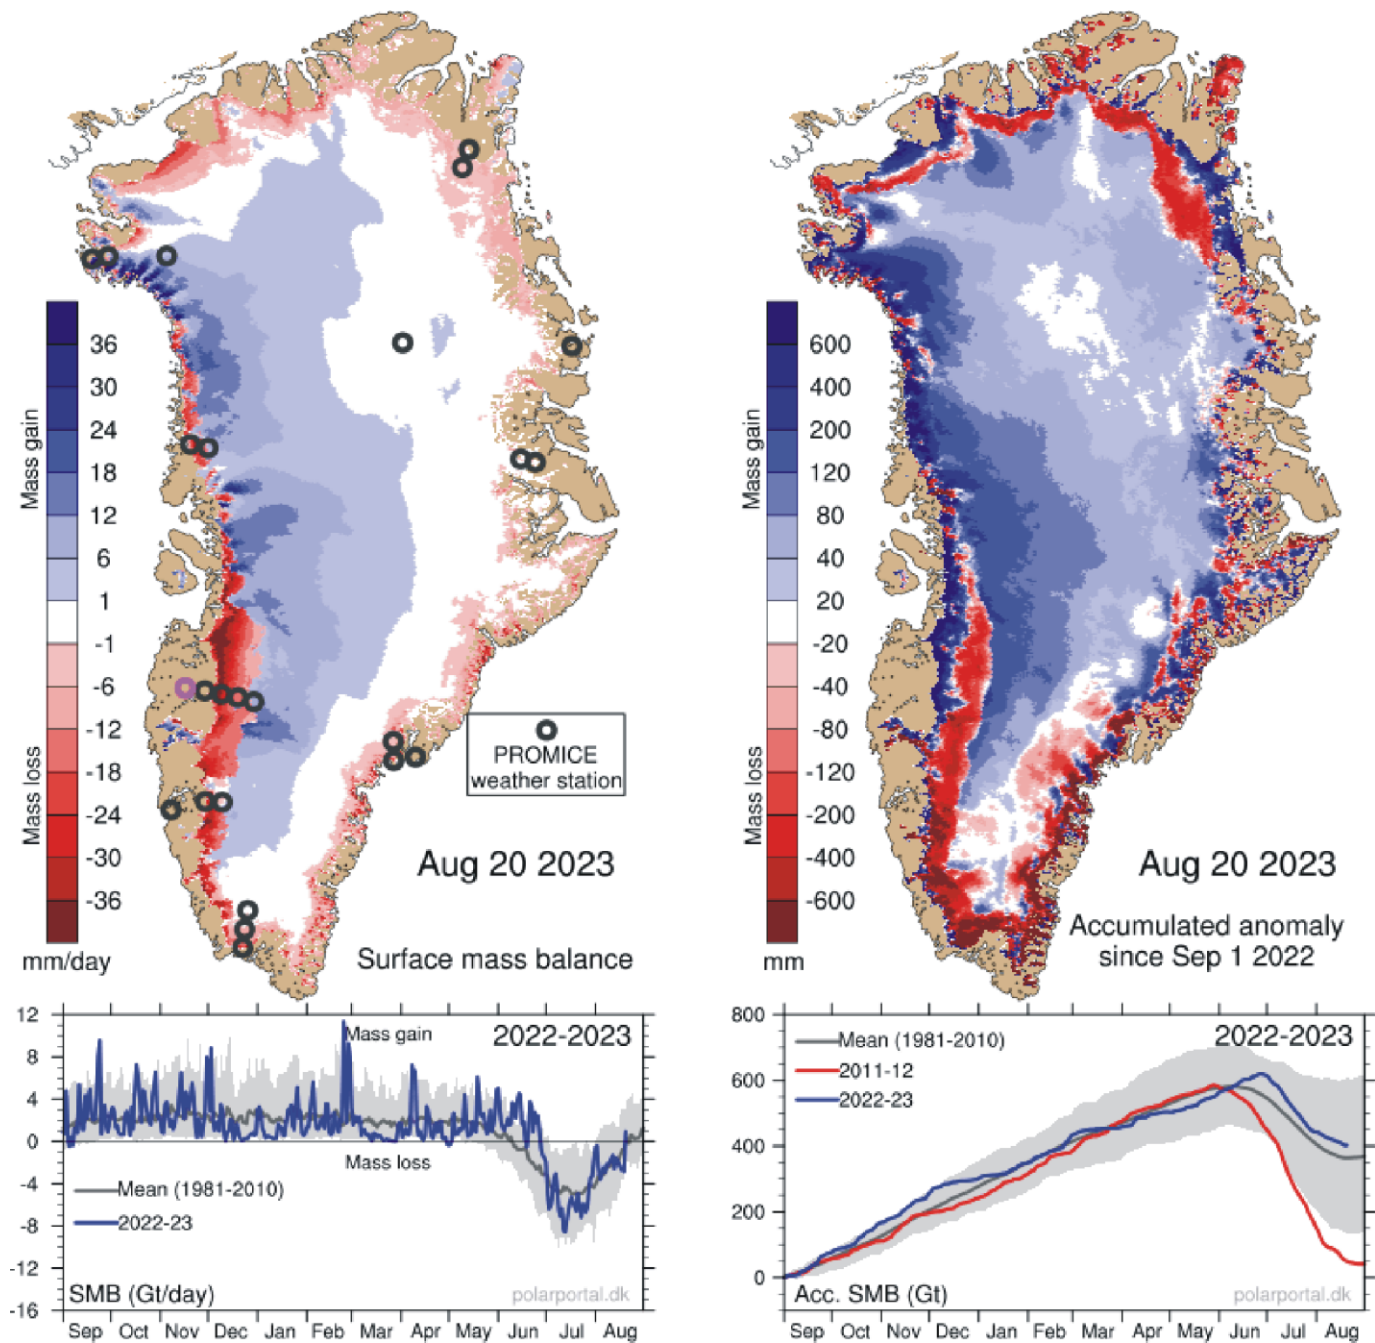 36
30
24
18
12
6
1
-1
-6
-12
-18
-24
-30
-36
mm/day
Mass gain
Mass loss
PROMICE
weather station
Aug 20 2023
Surface mass balance
600
400
200
120
80
40
20
-20
-40
-80
-120
-200
-400
-600
mm
Mass gain
Mass loss
Aug 20 2023
Accumulated anomaly
since Sep 1 2022
12
8
4
0
-4
-8
-12
-16
Mass gain
2022-2023
Mass loss
Mean (1981-2010)
2022-23
SMB (Gt/day)
polarportal.dk
Sep Oct Nov Dec Jan Feb Mar Apr May Jun Jul Aug
800
600
400
200
0
2022-2023
Mean (1981-2010)
2011-12
2022-23
Acc. SMB (Gt)
polarportal.dk
Sep Oct Nov Dec Jan Feb Mar Apr May Jun Jul Aug